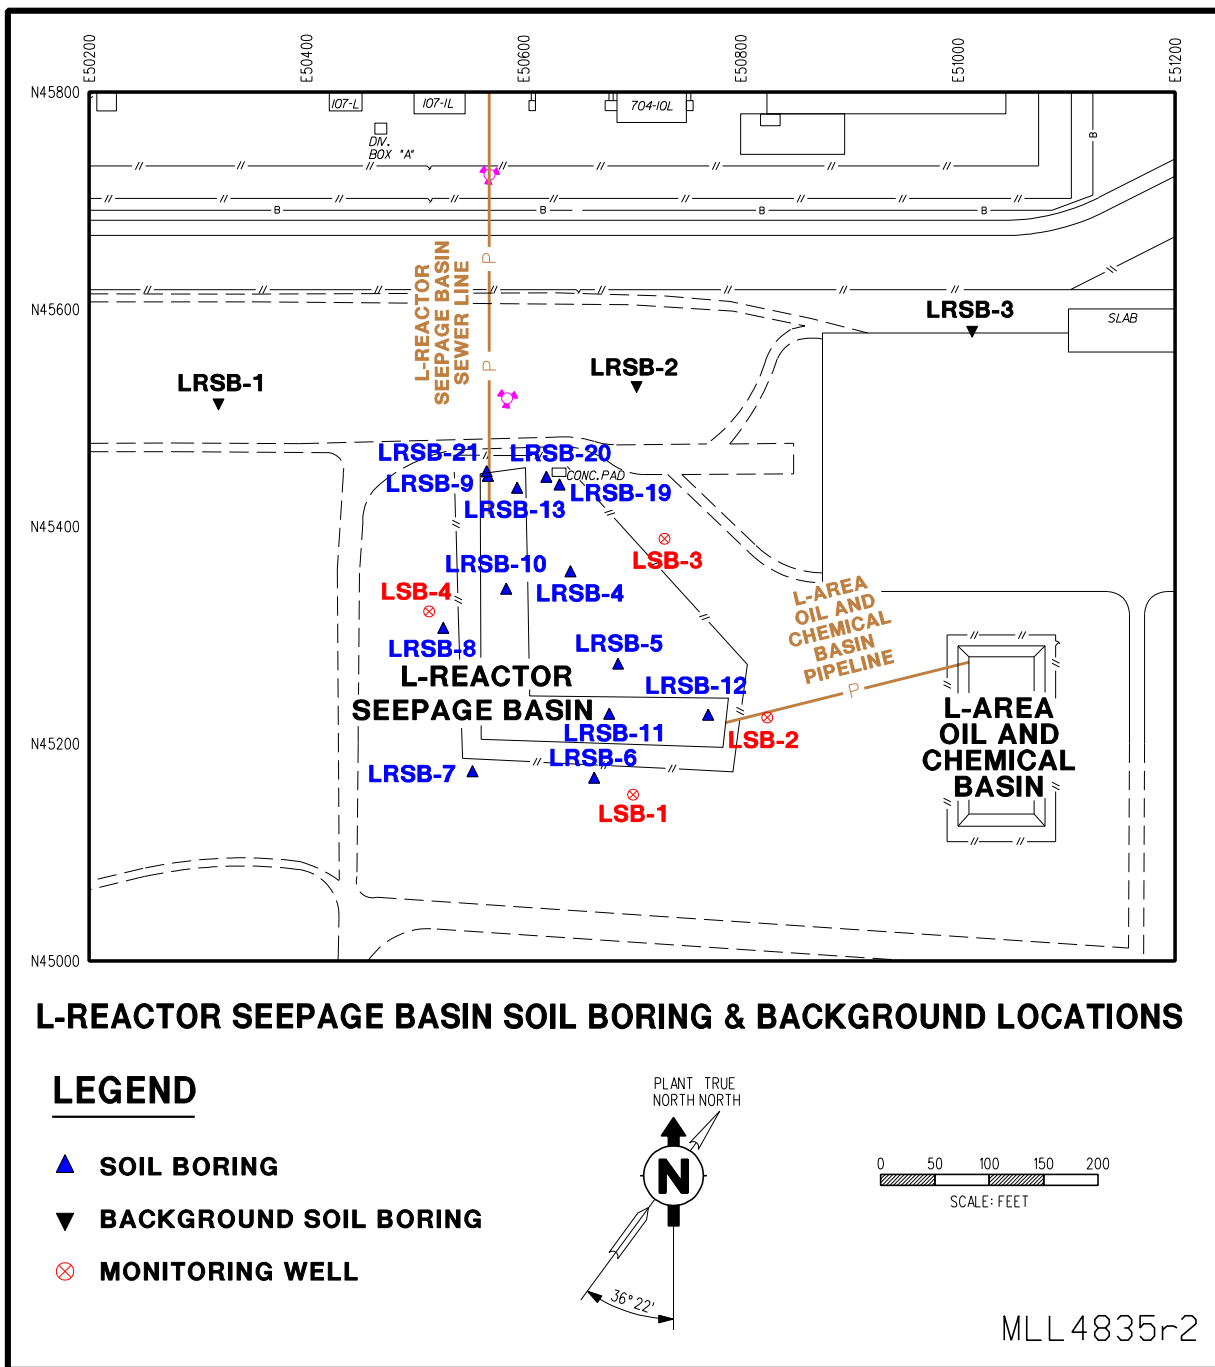 E50200
E50400
E50600
E50800
E51000
E51200
N45800
N45600
N45400
N45200
N45000
107-L
107-1L
704-10L
DIV.
BOX "A"
B
B
B
B
B
L-REACTOR
SEEPAGE BASIN
SEWER LINE
P
P
LRSB-3
SLAB
LRSB-1
LRSB-2
LRSB-21
LRSB-20
LRSB-9
CONC.PAD
LRSB-19
LRSB-13
LSB-3
LRSB-10
LSB-4
LRSB-4
L-AREA
OIL AND
CHEMICAL
BASIN
PIPELINE
P
LRSB-8
LRSB-5
L-REACTOR
SEEPAGE BASIN
LRSB-12
LRSB-11
LSB-2
L-AREA
OIL AND
CHEMICAL
BASIN
LRSB-6
LRSB-7
LSB-1
L-REACTOR SEEPAGE BASIN SOIL BORING & BACKGROUND LOCATIONS
LEGEND
SOIL BORING
BACKGROUND SOIL BORING
MONITORING WELL
PLANT TRUE
NORTH NORTH
N
36°22'
0 50 100 150 200
SCALE: FEET
MLL4835r2